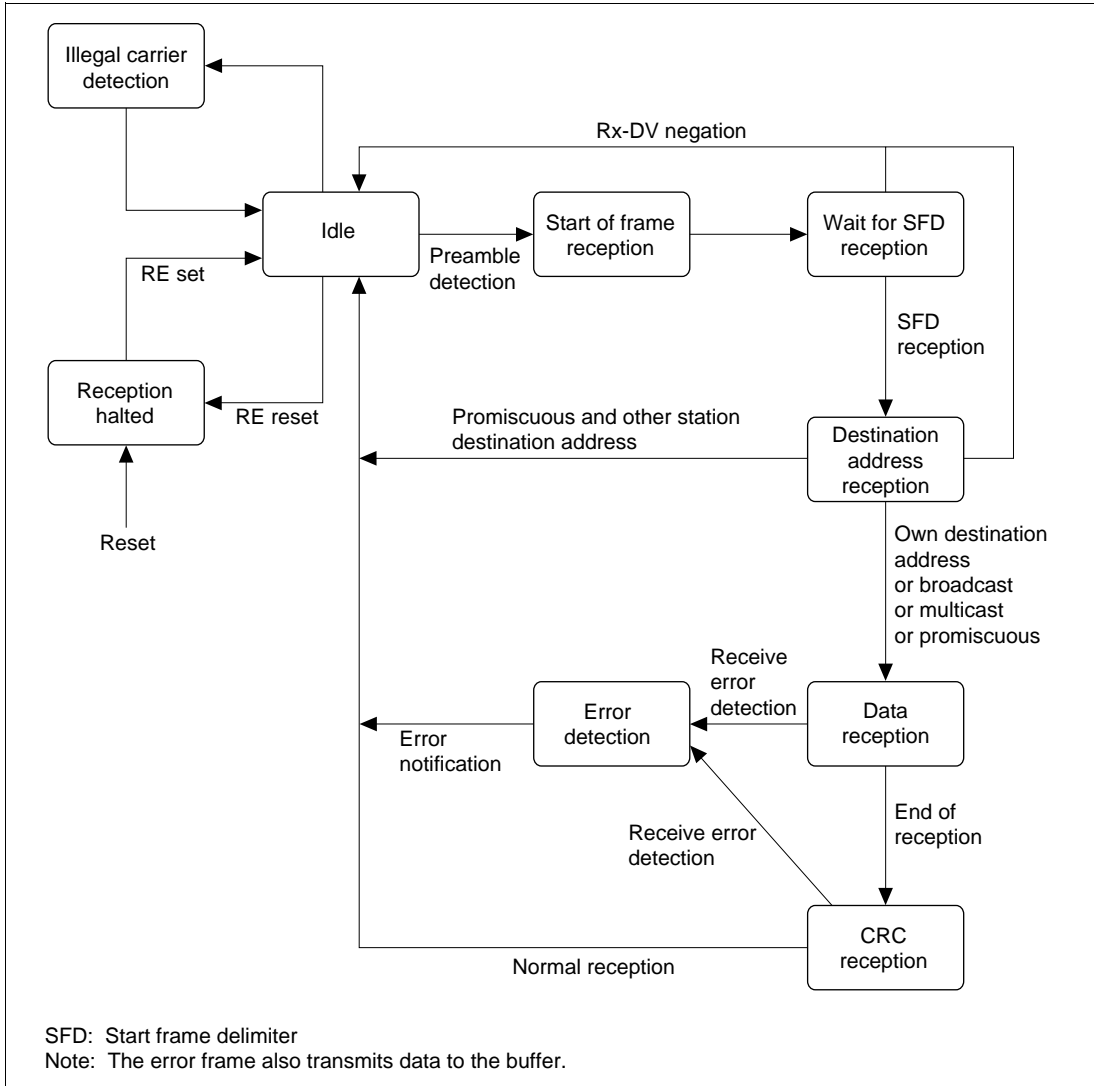 Illegal carrier
detection
Rx-DV negation
Idle
Start of frame
reception
Wait for SFD
reception
Preamble
detection
RE set
SFD
reception
Reception
halted
RE reset
Promiscuous and other station
destination address
Destination
address
reception
Reset
Own destination
address
or broadcast
or multicast
or promiscuous
Receive
error
detection
Error
detection
Data
reception
Error
notification
End of
reception
Receive error
detection
CRC
reception
Normal reception
SFD: Start frame delimiter
Note: The error frame also transmits data to the buffer.